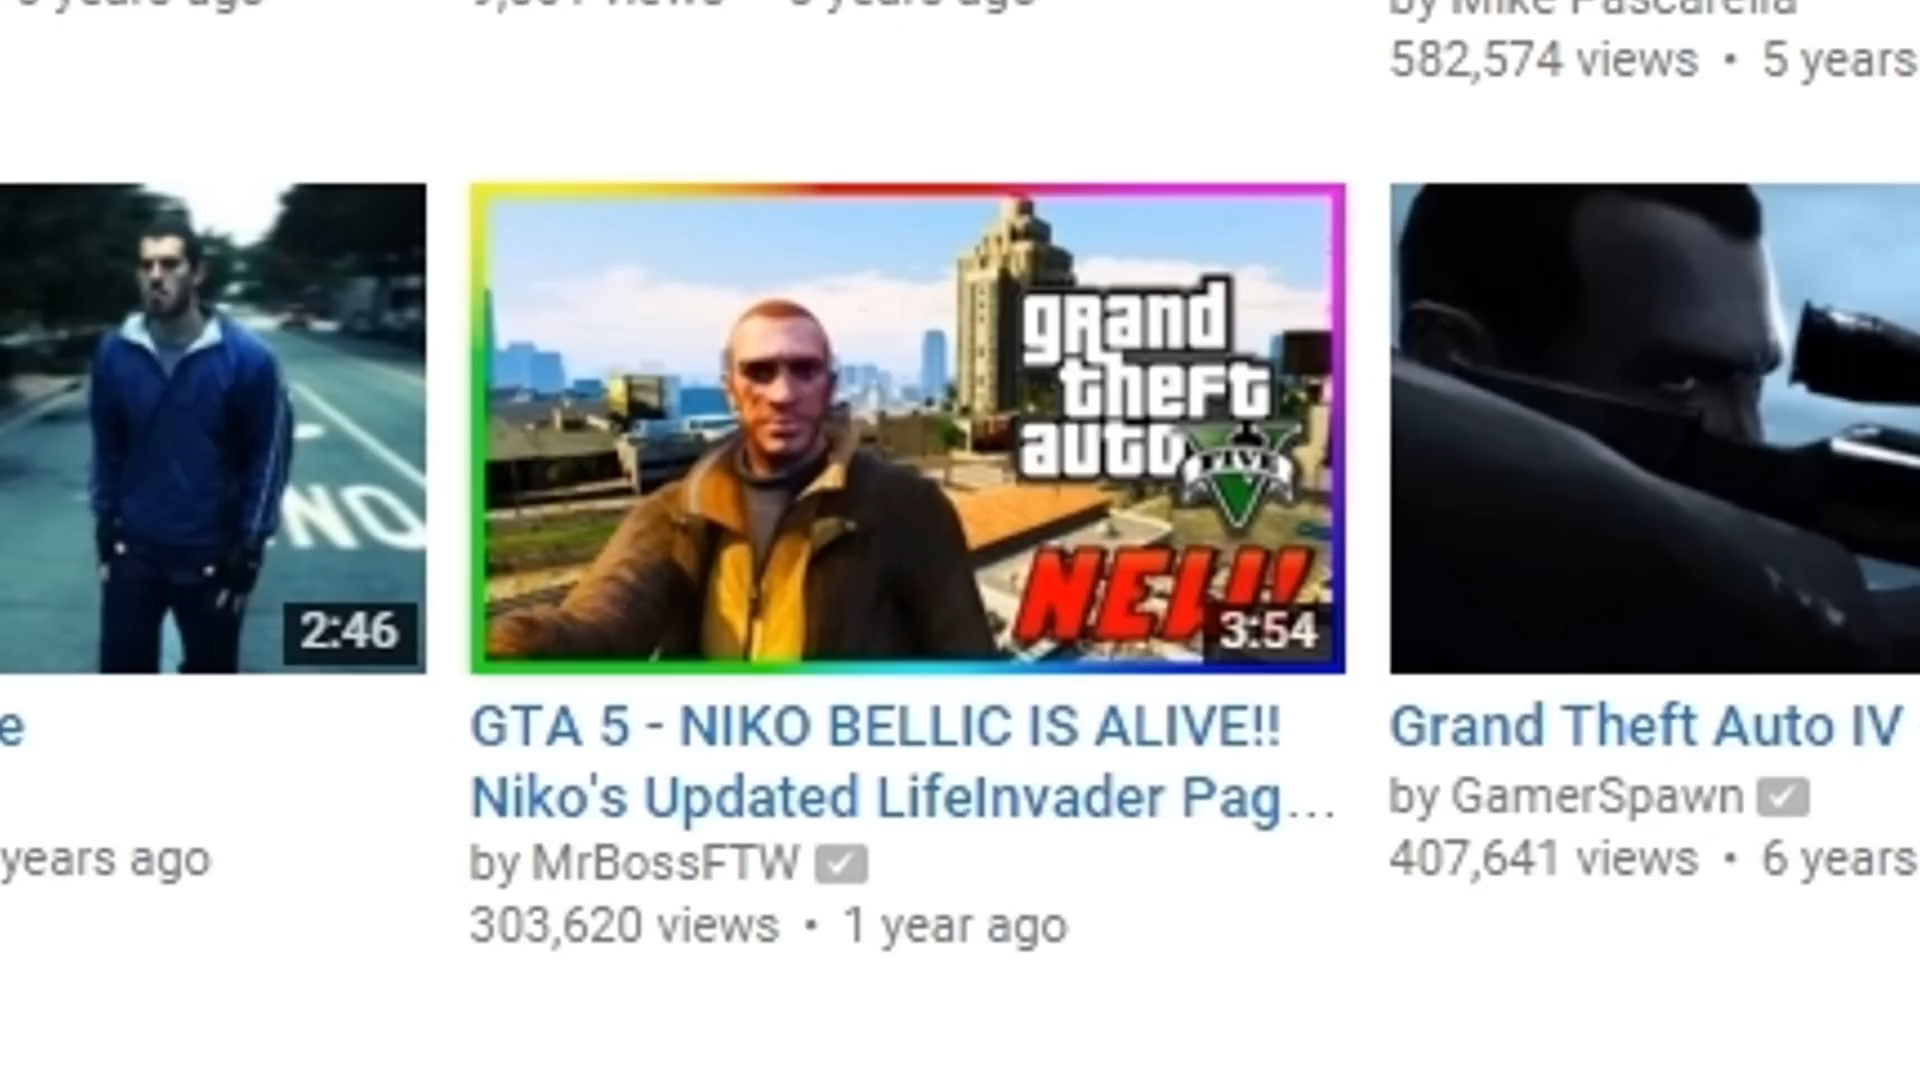 582,574 views • 5 years
NO
2:46
grand
theft
auto
FIVE
3:54
GTA 5 - NIKO BELLIC IS ALIVE!!
Niko's Updated LifeInvader Pag...
by MrBossFTW
303,620 views • 1 year ago
Grand Theft Auto IV
by GamerSpawn
407,641 views • 6 years
years ago